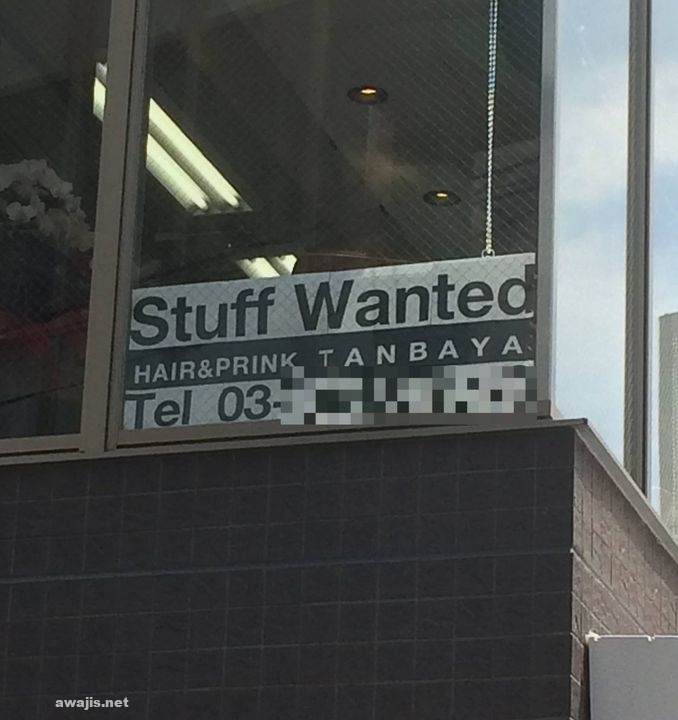 Stuff Wanted
HAIR&PRINK TANBAYA
Tel 03-
awajis.net